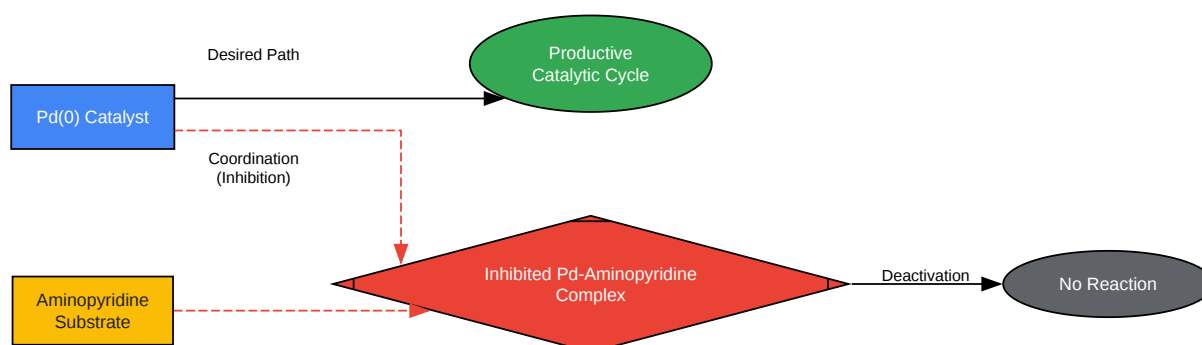 Desired Path
Productive
Catalytic Cycle
Pd(0) Catalyst
Coordination
(Inhibition)
Inhibited Pd-Aminopyridine
Complex
Deactivation
No Reaction
Aminopyridine
Substrate